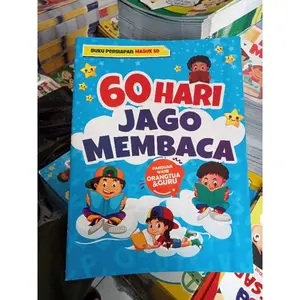 BUKU PERSIAPAN MASUK SD
60 HARI
JAGO
MEMBACA
PANDUAN
WAJIB
ORANGTUA
&GURU